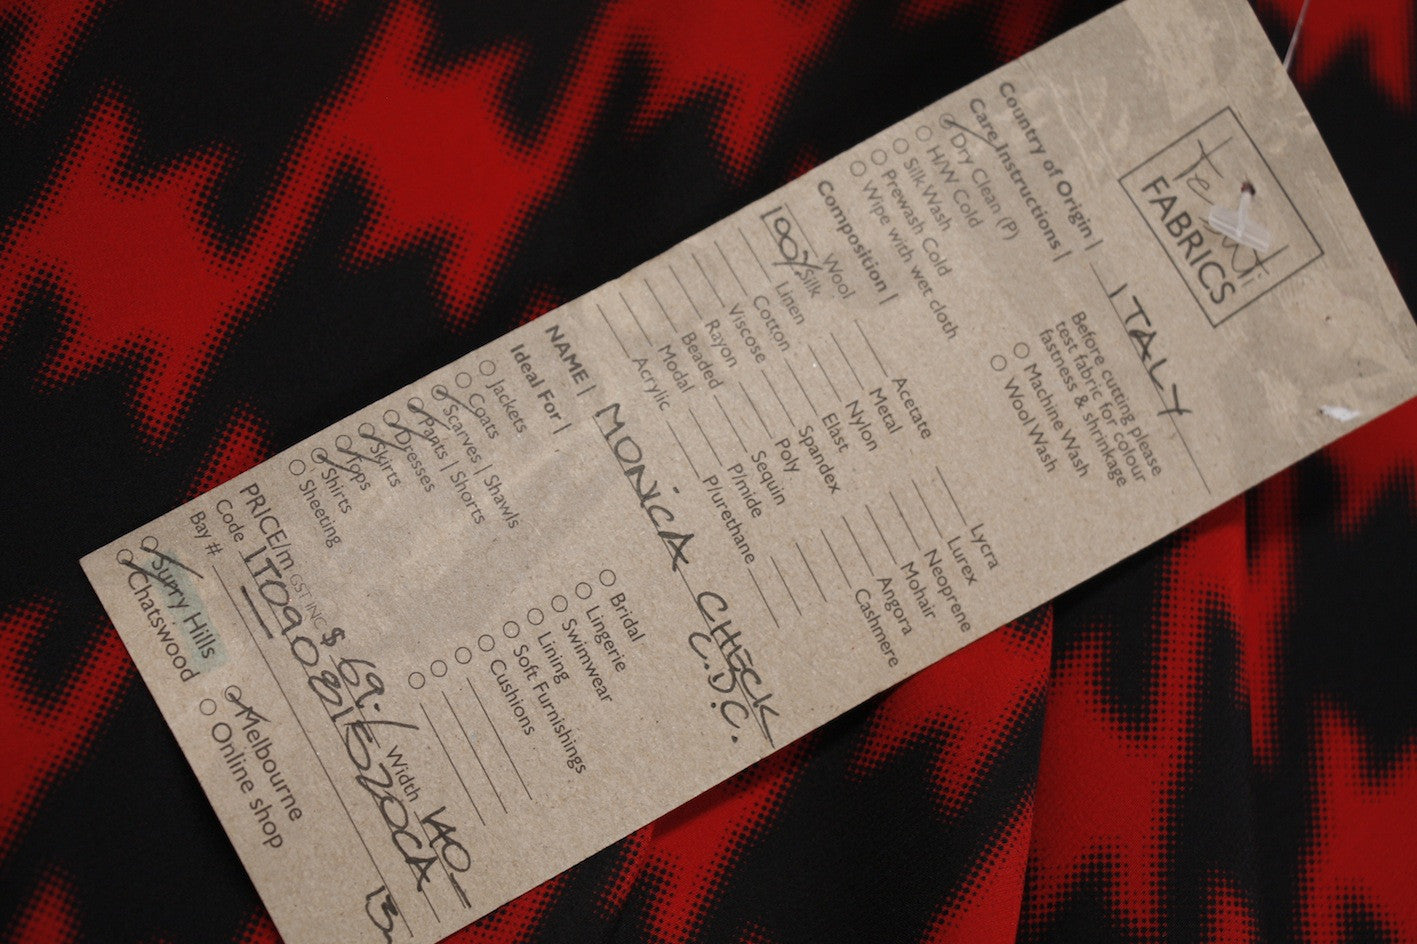 FABRICS
Country of Origin | ITALY
Care Instructions |
Dry Clean (P)
H/W Cold
Silk Wash
Prewash Cold
Wipe with wet cloth
Before cutting please
test fabric for colour
fastness & shrinkage
Machine Wash
Wool Wash
Composition |
Wool
100% Silk
Linen
Cotton
Viscose
Rayon
Beaded
Modal
Acrylic
Acetate
Metal
Nylon
Elast
Spandex
Poly
Sequin
P/mide
P/urethane
Lycra
Lurex
Neoprene
Mohair
Angora
Cashmere
NAME | MONICA CHECK
C.D.C.
Ideal For |
Jackets
Coats
Scarves | Shawls
Pants | Shorts
Dresses
Skirts
Tops
Shirts
Sheeting
Bridal
Lingerie
Swimwear
Lining
Soft Furnishings
Cushions
PRICE/m GST INC $ 69./ Width 140
Code
Bay # 13
Surry Hills
Chatswood
Melbourne
Online shop